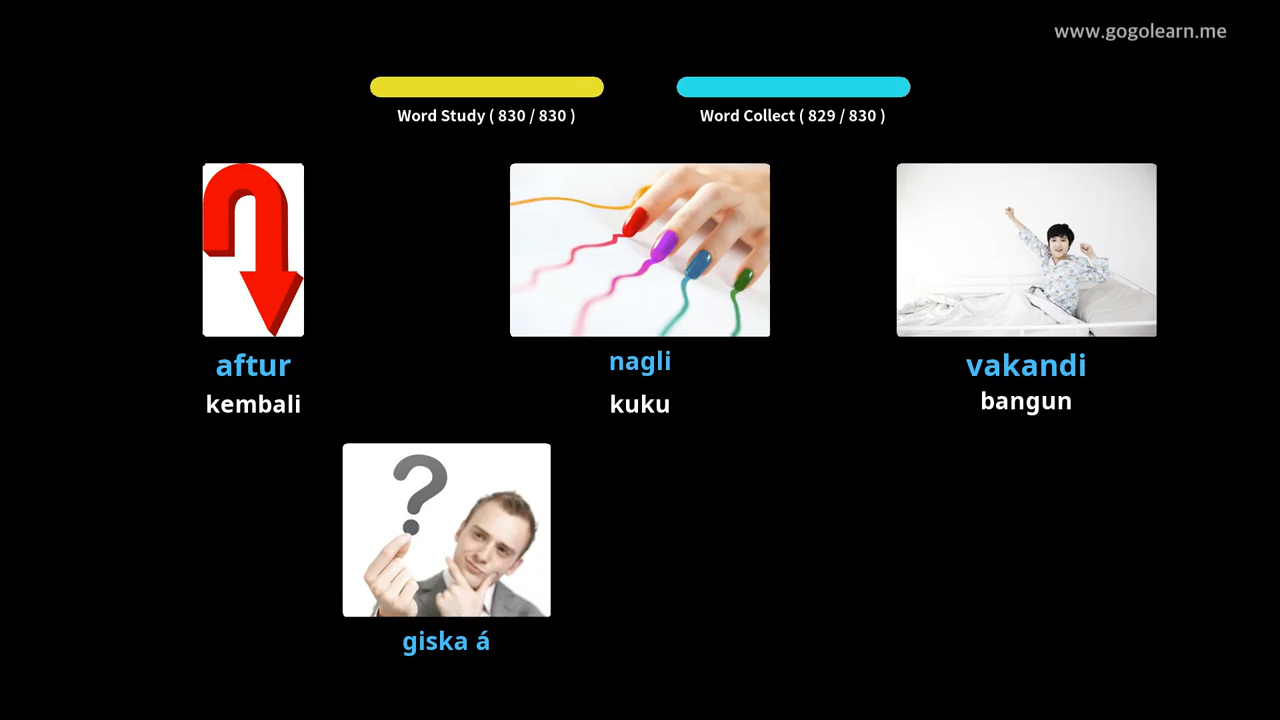 www.gogolearn.me
Word Study ( 830 / 830 )
Word Collect ( 829 / 830 )
aftur
kembali
nagli
kuku
vakandi
bangun
giska á